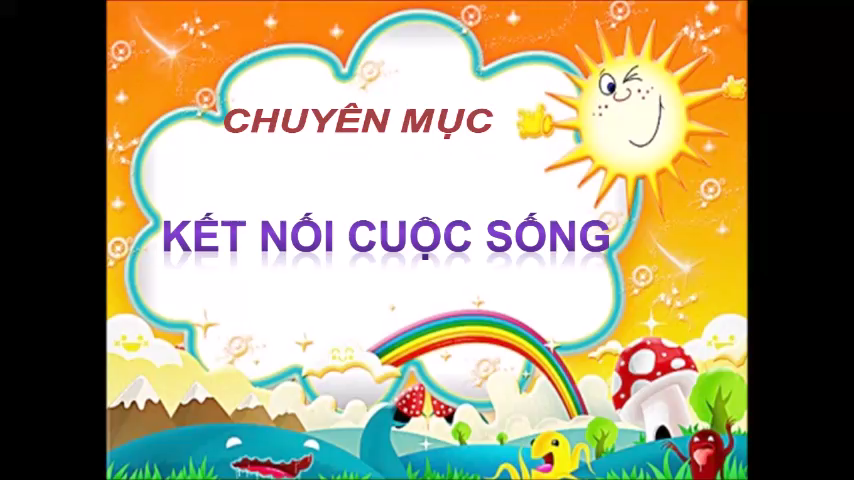 CHUYÊN MỤC
KẾT NỐI CUỘC SỐNG